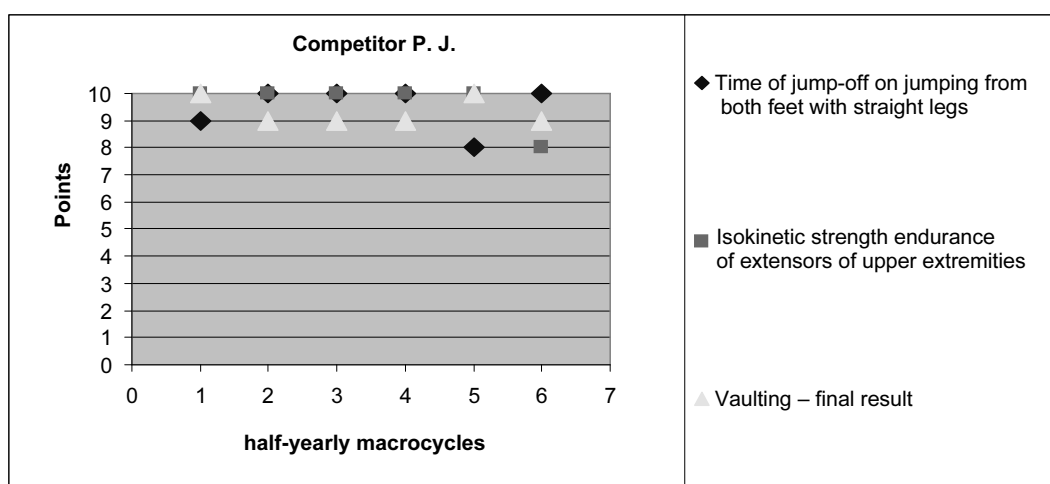 Competitor P. J.
Points
10
9
8
7
6
5
4
3
2
1
0
0 1 2 3 4 5 6 7
half-yearly macrocycles
Time of jump-off on jumping from
both feet with straight legs
Isokinetic strength endurance
of extensors of upper extremities
Vaulting – final result